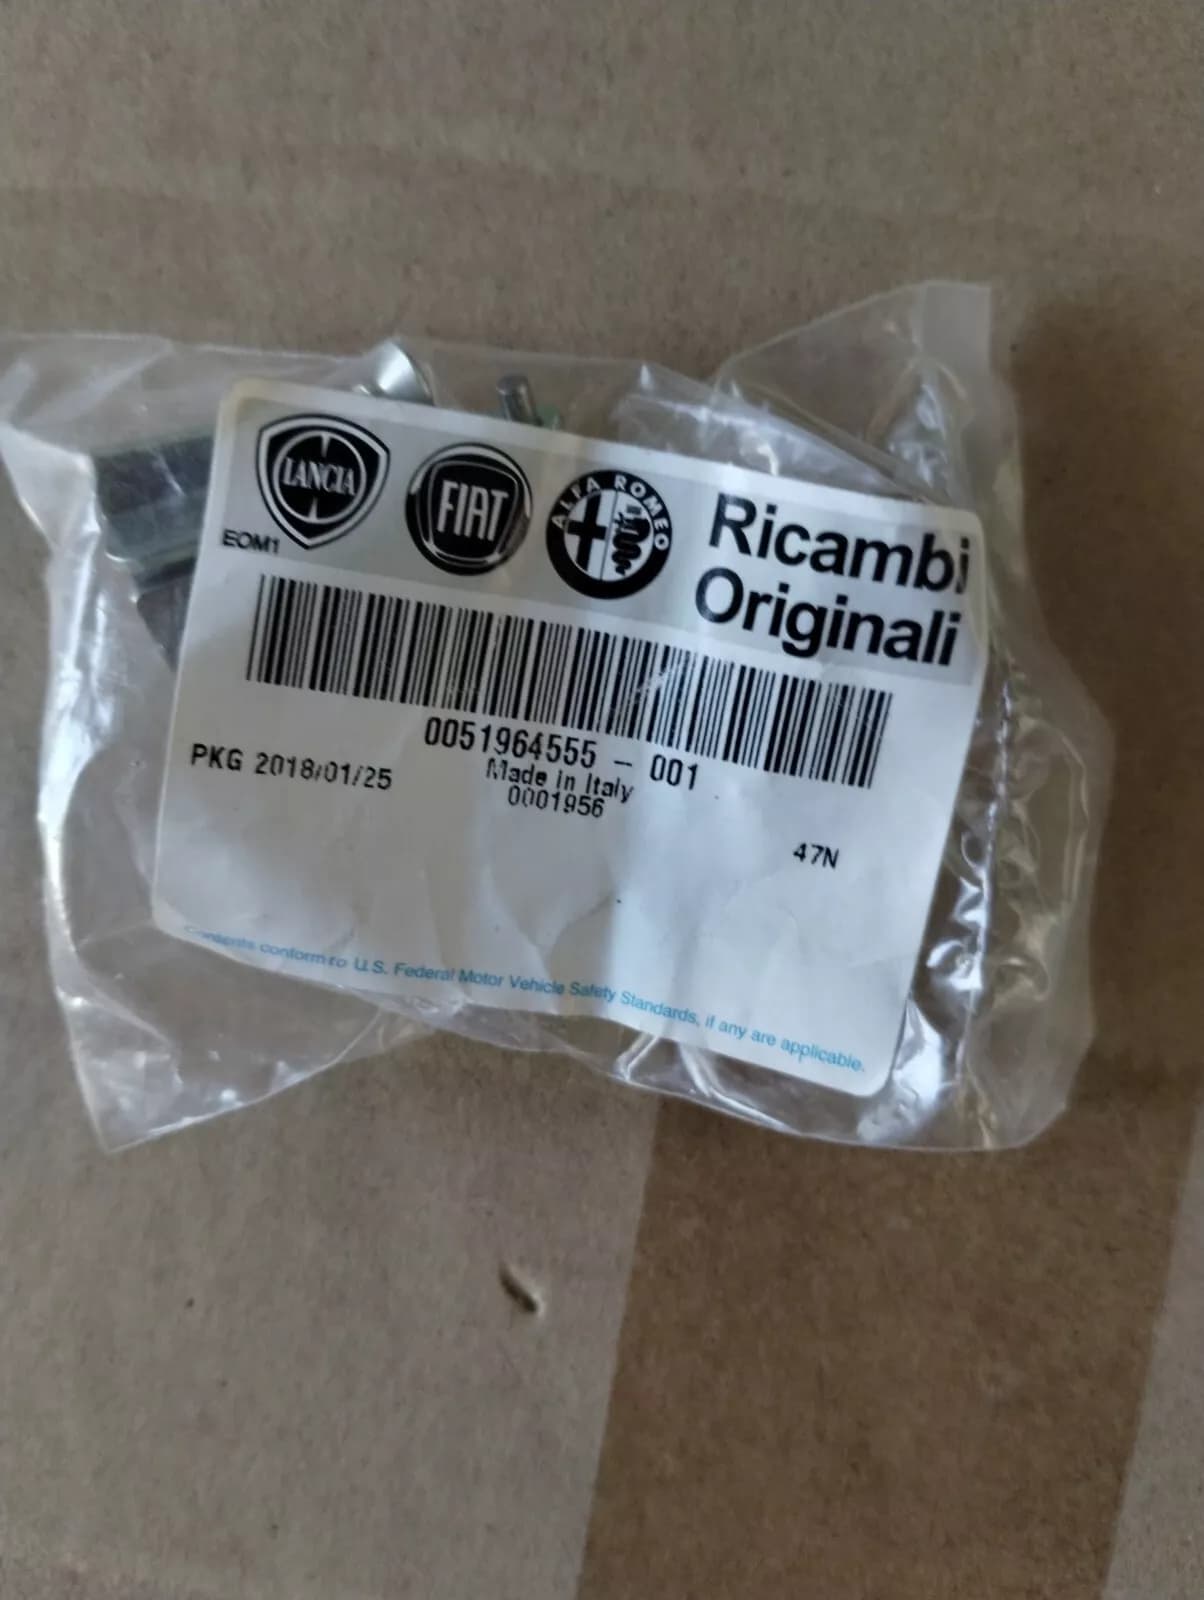 LANCIA
FIAT
ALFA ROMEO
Ricambi
Originali
EOM1
0051964555 - 001
PKG 2018/01/25
Made in Italy
0001956
47N
Contents conform to U.S. Federal Motor Vehicle Safety Standards, if any are applicable.